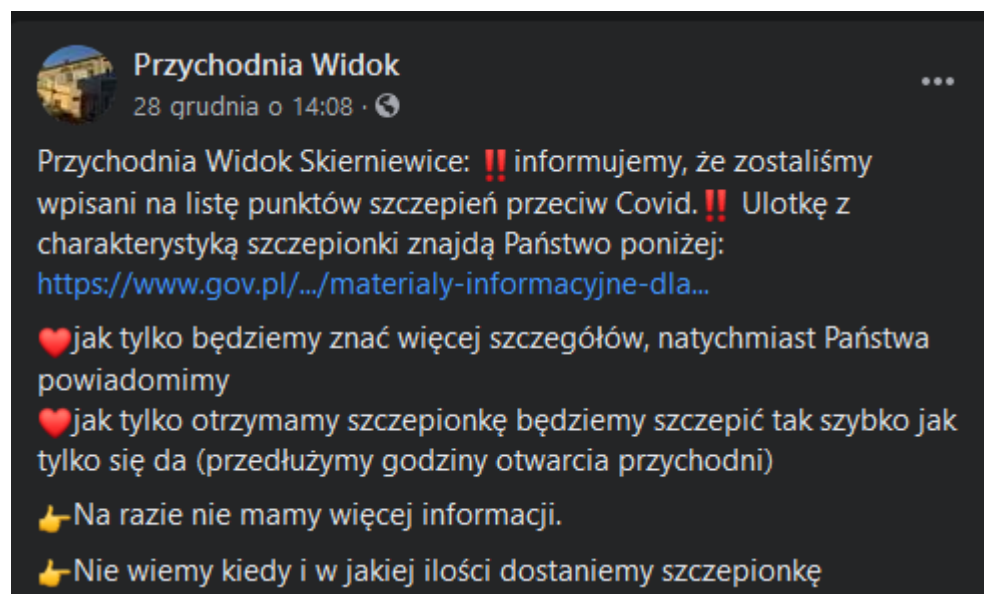 Przychodnia Widok
28 grudnia o 14:08 ·
Przychodnia Widok Skierniewice: ‼️informujemy, że zostaliśmy
wpisani na listę punktów szczepień przeciw Covid.‼️ Ulotkę z
charakterystyką szczepionki znajdą Państwo poniżej:
https://www.gov.pl/.../materialy-informacyjne-dla...
❤️jak tylko będziemy znać więcej szczegółów, natychmiast Państwa
powiadomimy
❤️jak tylko otrzymamy szczepionkę będziemy szczepić tak szybko jak
tylko się da (przedłużymy godziny otwarcia przychodni)
👉Na razie nie mamy więcej informacji.
👉Nie wiemy kiedy i w jakiej ilości dostaniemy szczepionkę